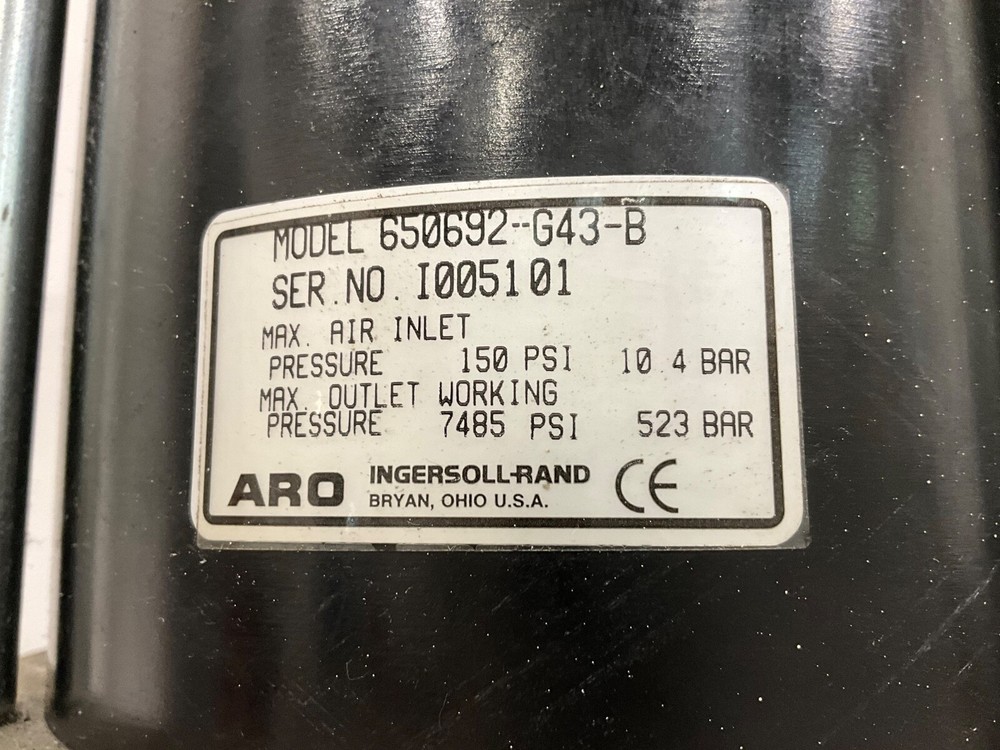 MODEL 650692-G43-B
SER.NO. I005101
MAX. AIR INLET
PRESSURE 150 PSI 10.4 BAR
MAX. OUTLET WORKING
PRESSURE 7485 PSI 523 BAR
ARO INGERSOLL-RAND CE
BRYAN, OHIO U.S.A.